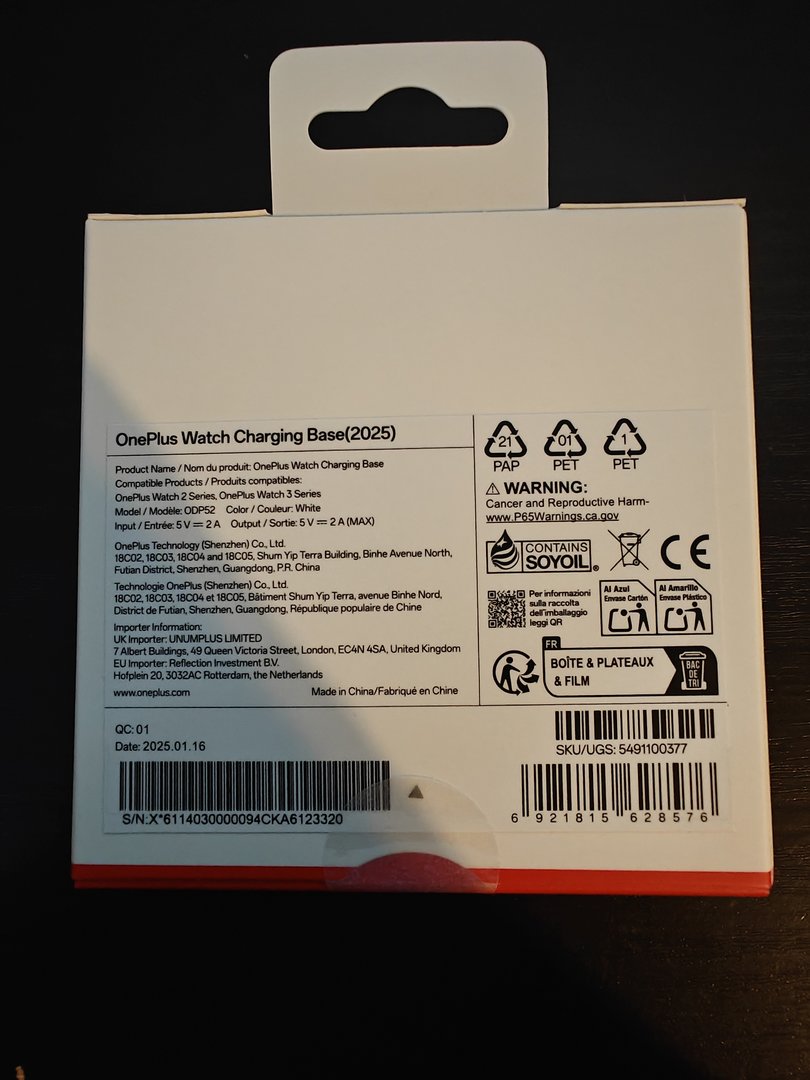 OnePlus Watch Charging Base(2025)
Product Name / Nom du produit: OnePlus Watch Charging Base
Compatible Products / Produits compatibles:
OnePlus Watch 2 Series, OnePlus Watch 3 Series
Model / Modèle: ODP52 Color / Couleur: White
Input / Entrée: 5 V ⎓ 2 A Output / Sortie: 5 V ⎓ 2 A (MAX)
OnePlus Technology (Shenzhen) Co., Ltd.
18C02, 18C03, 18C04 and 18C05, Shum Yip Terra Building, Binhe Avenue North,
Futian District, Shenzhen, Guangdong, P.R. China
Technologie OnePlus (Shenzhen) Co., Ltd.
18C02, 18C03, 18C04 et 18C05, Bâtiment Shum Yip Terra, avenue Binhe Nord,
District de Futian, Shenzhen, Guangdong, République populaire de Chine
Importer Information:
UK Importer: UNUMPLUS LIMITED
7 Albert Buildings, 49 Queen Victoria Street, London, EC4N 4SA, United Kingdom
EU Importer: Reflection Investment B.V.
Hofplein 20, 3032AC Rotterdam, the Netherlands
www.oneplus.com Made in China/Fabriqué en Chine
21 01 1
PAP PET PET
⚠ WARNING:
Cancer and Reproductive Harm-
www.P65Warnings.ca.gov
CONTAINS
SOYOIL®
CE
Per informazioni
sulla raccolta
dell'imballaggio
leggi QR
Al Azul
Envase Cartón
Al Amarillo
Envase Plástico
FR
BOÎTE & PLATEAUX
& FILM
BAC
DE
TRI
QC: 01
Date: 2025.01.16
S/N:X*6114030000094CKA6123320
SKU/UGS: 5491100377
6 921815 628576